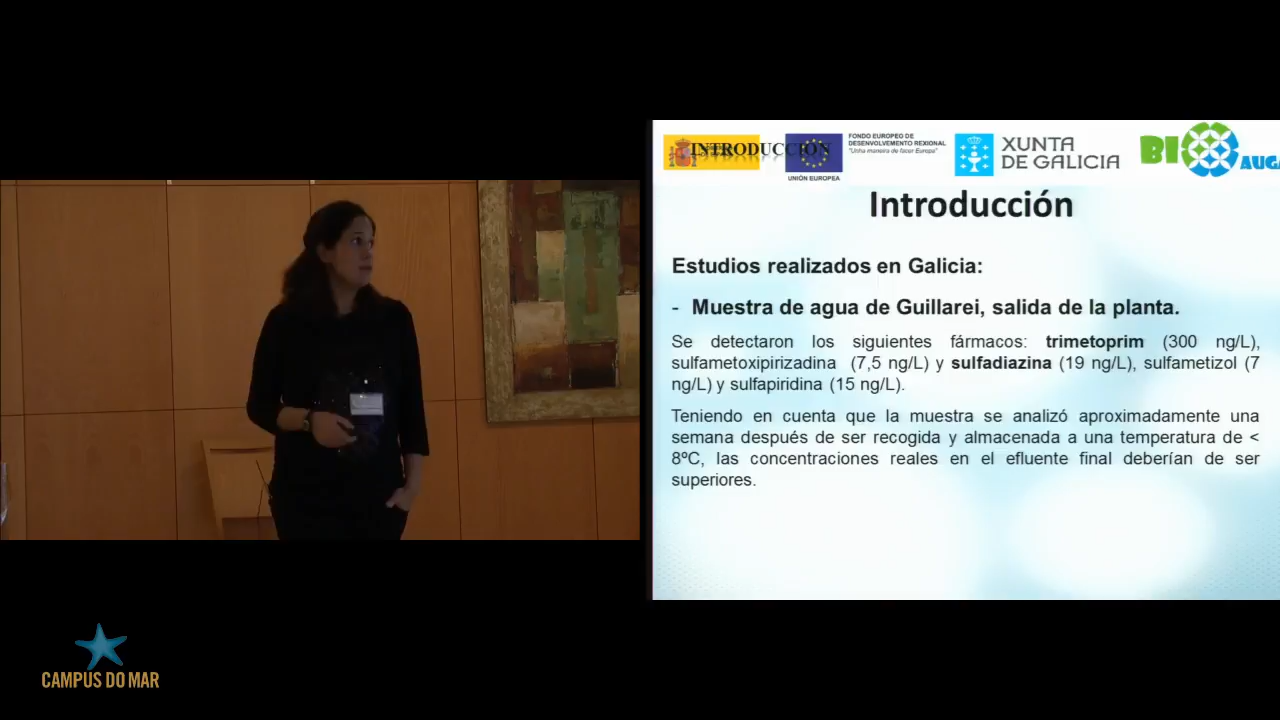 INTRODUCCIÓN
UNIÓN EUROPEA
FONDO EUROPEO DE
DESENVOLVEMENTO REXIONAL
"Unha maneira de facer Europa"
XUNTA
DE GALICIA
BI
AUGA
Introducción
Estudios realizados en Galicia:
- Muestra de agua de Guillarei, salida de la planta.
Se detectaron los siguientes fármacos: trimetoprim (300 ng/L),
sulfametoxipirizadina (7,5 ng/L) y sulfadiazina (19 ng/L), sulfametizol (7
ng/L) y sulfapiridina (15 ng/L).
Teniendo en cuenta que la muestra se analizó aproximadamente una
semana después de ser recogida y almacenada a una temperatura de <
8ºC, las concentraciones reales en el efluente final deberían de ser
superiores.
CAMPUS DO MAR